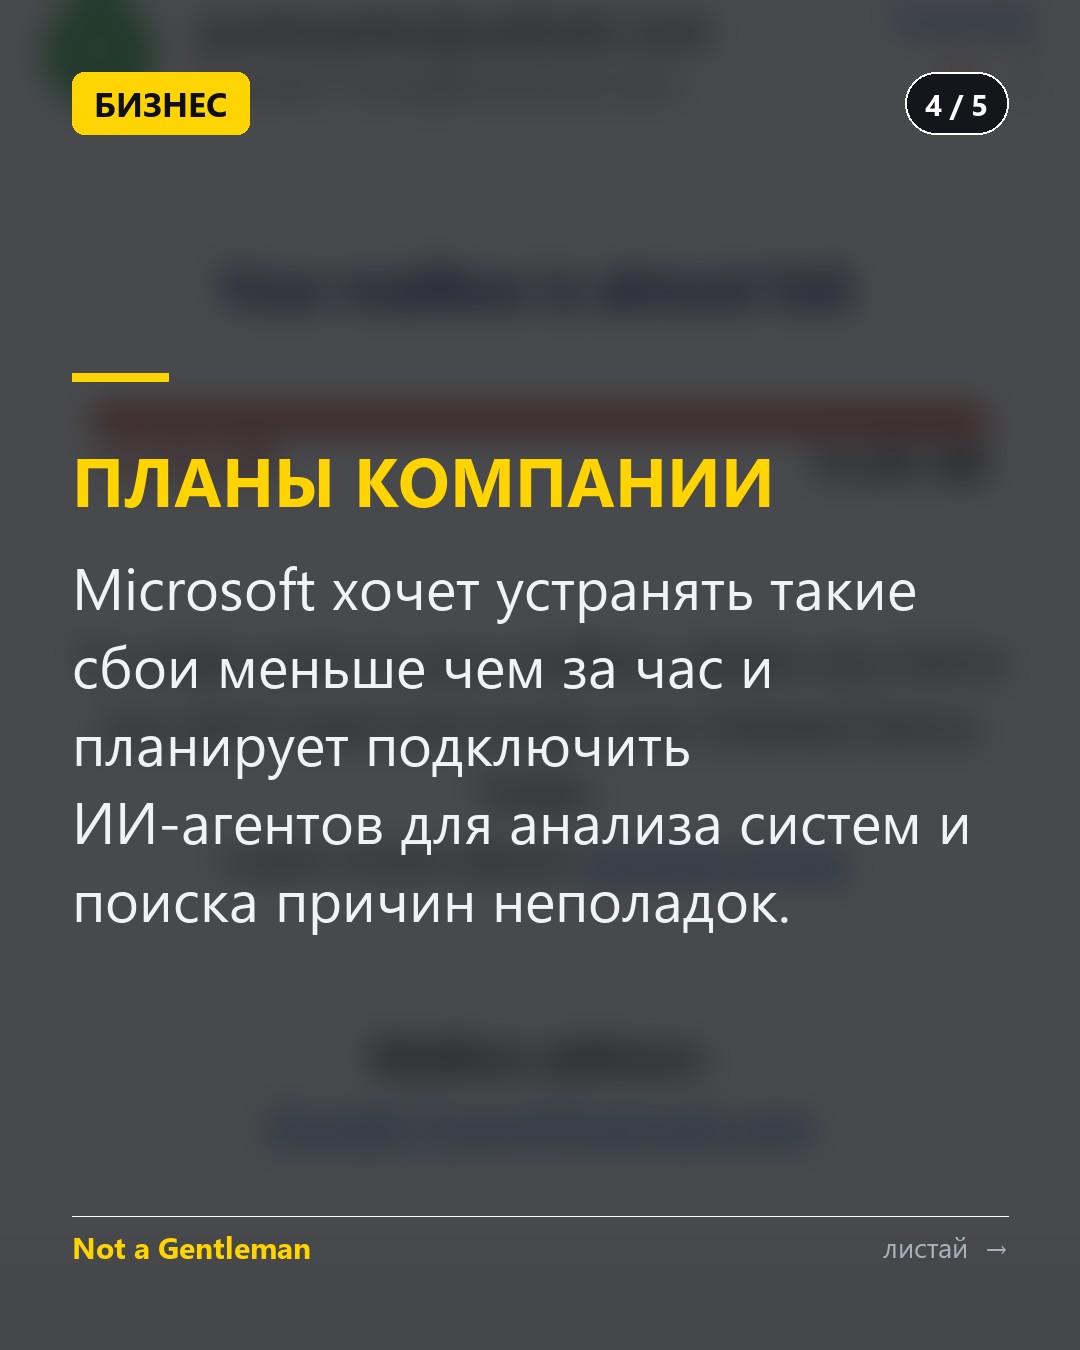 БИЗНЕС
4 / 5
ПЛАНЫ КОМПАНИИ
Microsoft хочет устранять такие
сбои меньше чем за час и
планирует подключить
ИИ-агентов для анализа систем и
поиска причин неполадок.
Not a Gentleman
листай →